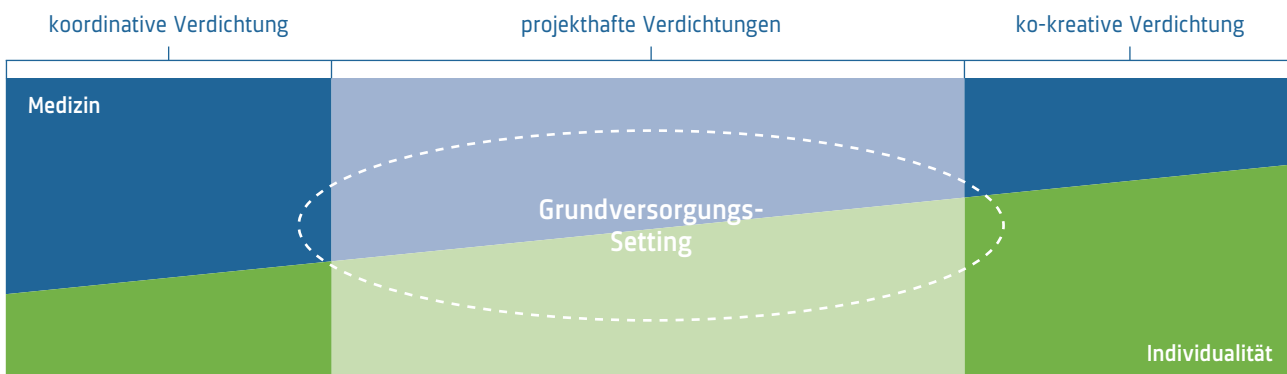 koordinative Verdichtung
projekthafte Verdichtungen
ko-kreative Verdichtung
Medizin
Grundversorgungs-
Setting
Individualität